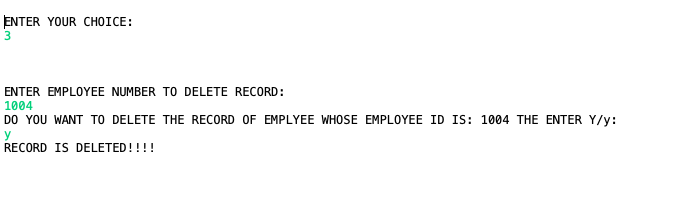 ENTER YOUR CHOICE:
3
ENTER EMPLOYEE NUMBER TO DELETE RECORD:
1004
DO YOU WANT TO DELETE THE RECORD OF EMPLYEE WHOSE EMPLOYEE ID IS: 1004 THE ENTER Y/y:
y
RECORD IS DELETED!!!!